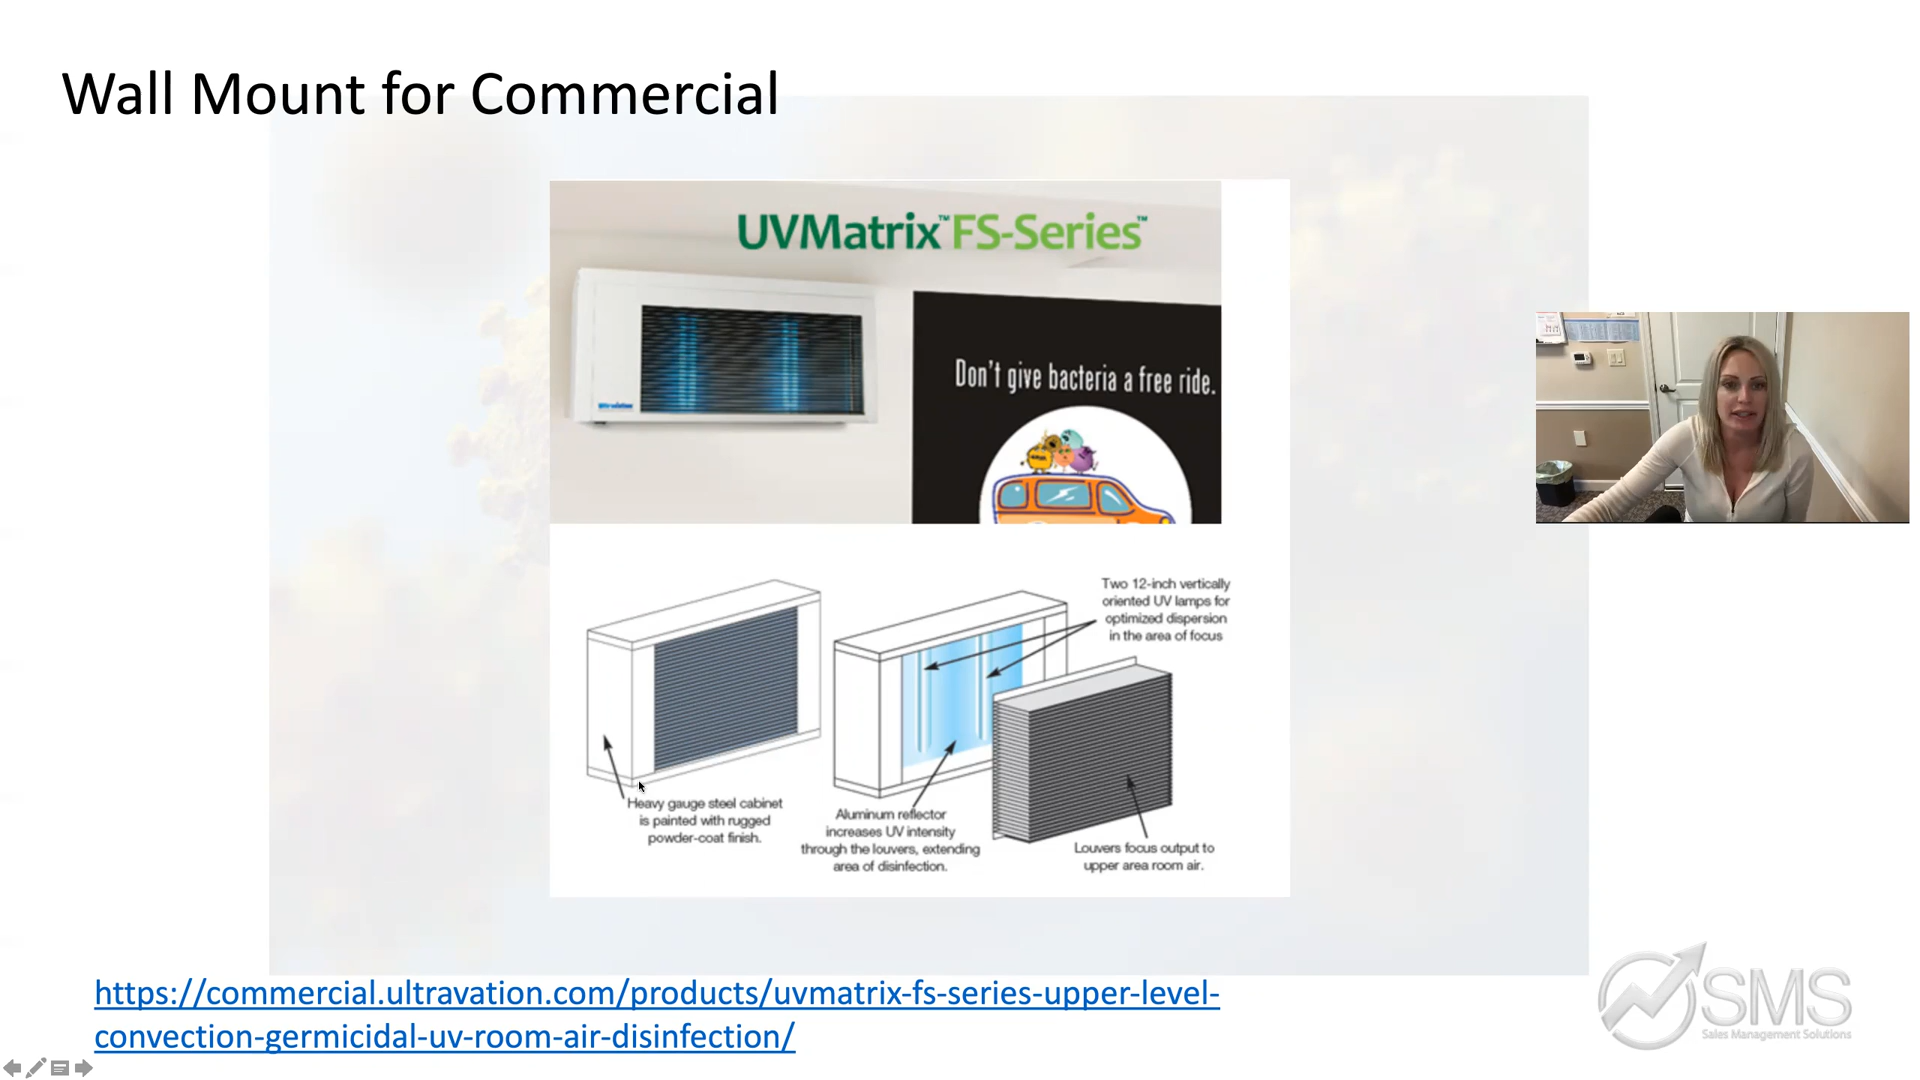 Wall Mount for Commercial
UVMatrix™ FS-Series™
Don't give bacteria a free ride.
Two 12-inch vertically
oriented UV lamps for
optimized dispersion
in the area of focus
Heavy gauge steel cabinet
is painted with rugged
powder-coat finish.
Aluminum reflector
increases UV intensity
through the louvers, extending
area of disinfection.
Louvers focus output to
upper area room air.
https://commercial.ultravation.com/products/uvmatrix-fs-series-upper-level-
convection-germicidal-uv-room-air-disinfection/
SMS
Sales Management Solutions